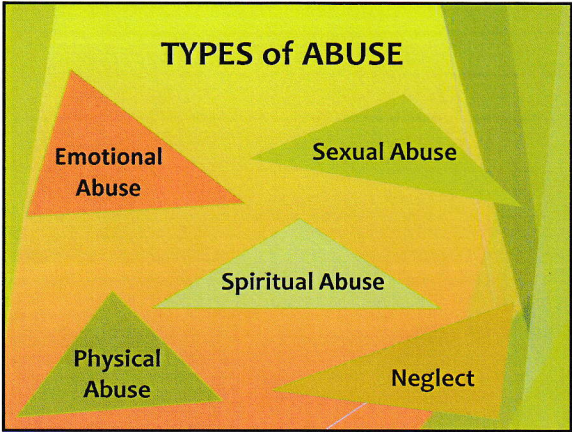 TYPES of ABUSE
Emotional
Abuse
Sexual Abuse
Spiritual Abuse
Physical
Abuse
Neglect